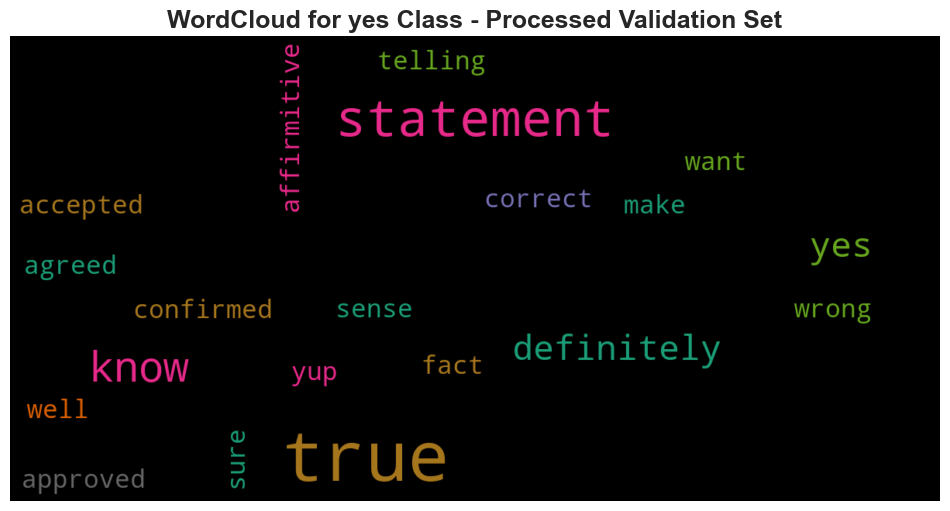 WordCloud for yes Class - Processed Validation Set
telling
affirmitive
statement
want
accepted
correct
make
yes
agreed
confirmed
sense
wrong
definitely
know
yup
fact
well
sure
true
approved